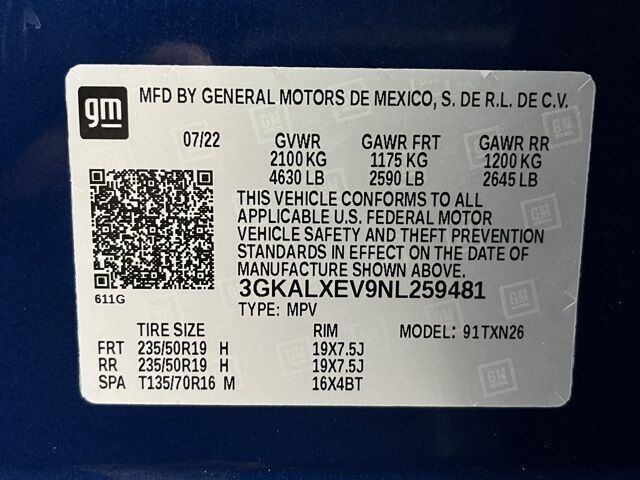 gm MFD BY GENERAL MOTORS DE MEXICO, S. DE R.L. DE C.V.
07/22 GVWR GAWR FRT GAWR RR
2100 KG 1175 KG 1200 KG
4630 LB 2590 LB 2645 LB
THIS VEHICLE CONFORMS TO ALL
APPLICABLE U.S. FEDERAL MOTOR
VEHICLE SAFETY AND THEFT PREVENTION
STANDARDS IN EFFECT ON THE DATE OF
MANUFACTURE SHOWN ABOVE.
611G
3GKALXEV9NL259481
TYPE: MPV
TIRE SIZE RIM MODEL: 91TXN26
FRT 235/50R19 H 19X7.5J
RR 235/50R19 H 19X7.5J
SPA T135/70R16 M 16X4BT